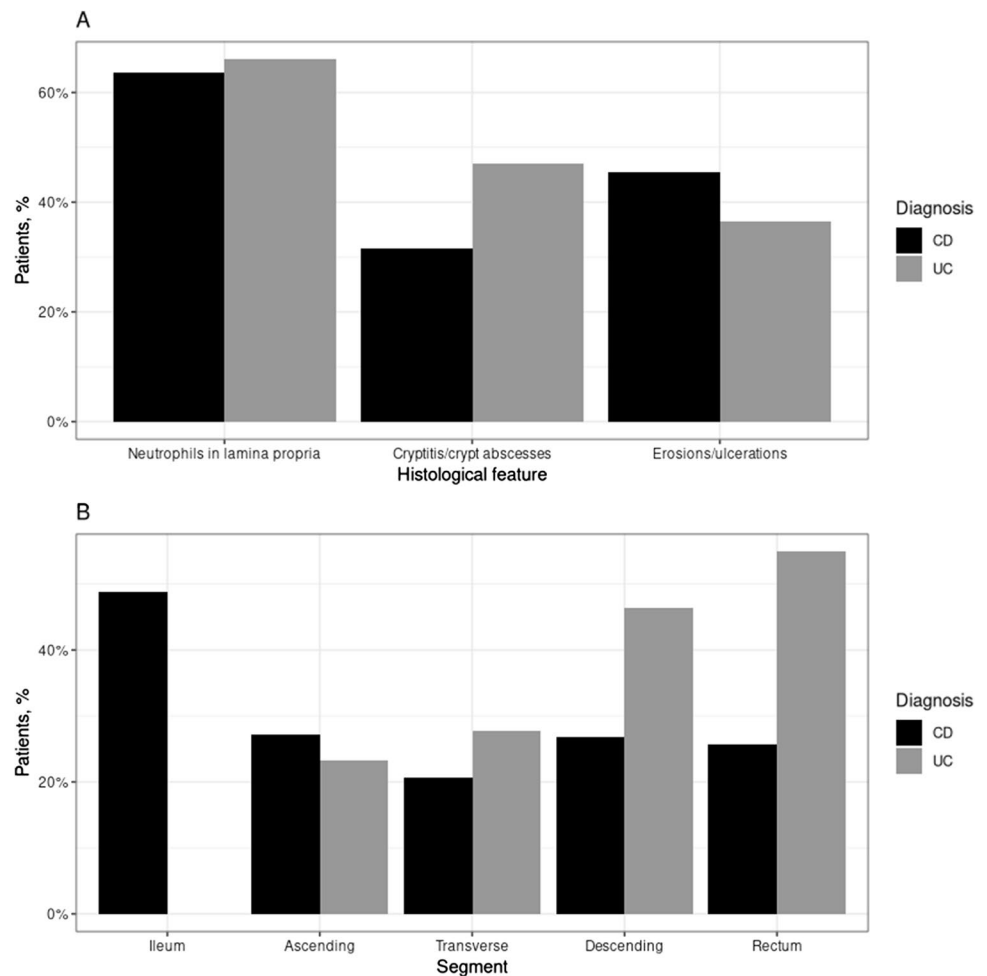 A
60%
40%
20%
0%
Patients, %
Neutrophils in lamina propria Cryptitis/crypt abscesses Erosions/ulcerations
Histological feature
Diagnosis
CD
UC
B
40%
20%
0%
Patients, %
Ileum Ascending Transverse Descending Rectum
Segment
Diagnosis
CD
UC